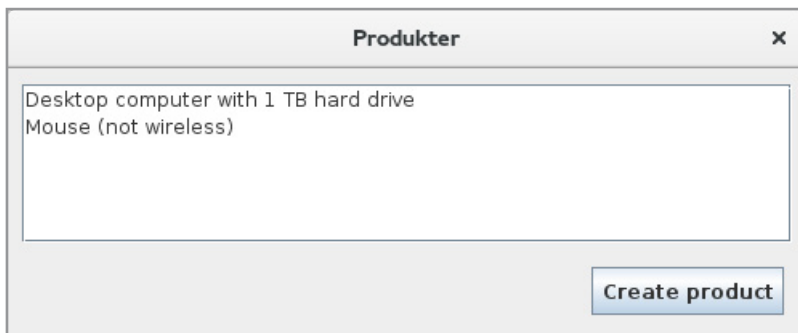 Produkter
Desktop computer with 1 TB hard drive
Mouse (not wireless)
Create product